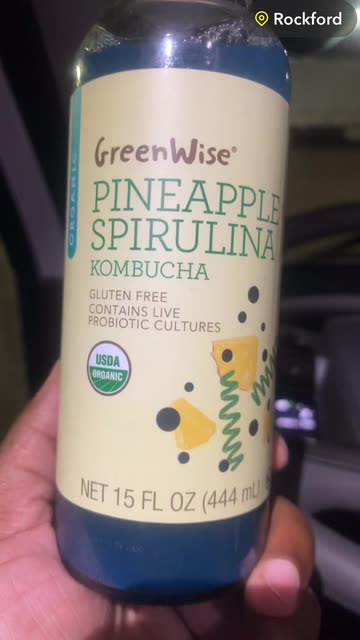 Rockford
ORGANIC
GreenWise®
PINEAPPLE
SPIRULINA
KOMBUCHA
GLUTEN FREE
CONTAINS LIVE
PROBIOTIC CULTURES
USDA
ORGANIC
NET 15 FL OZ (444 mL)